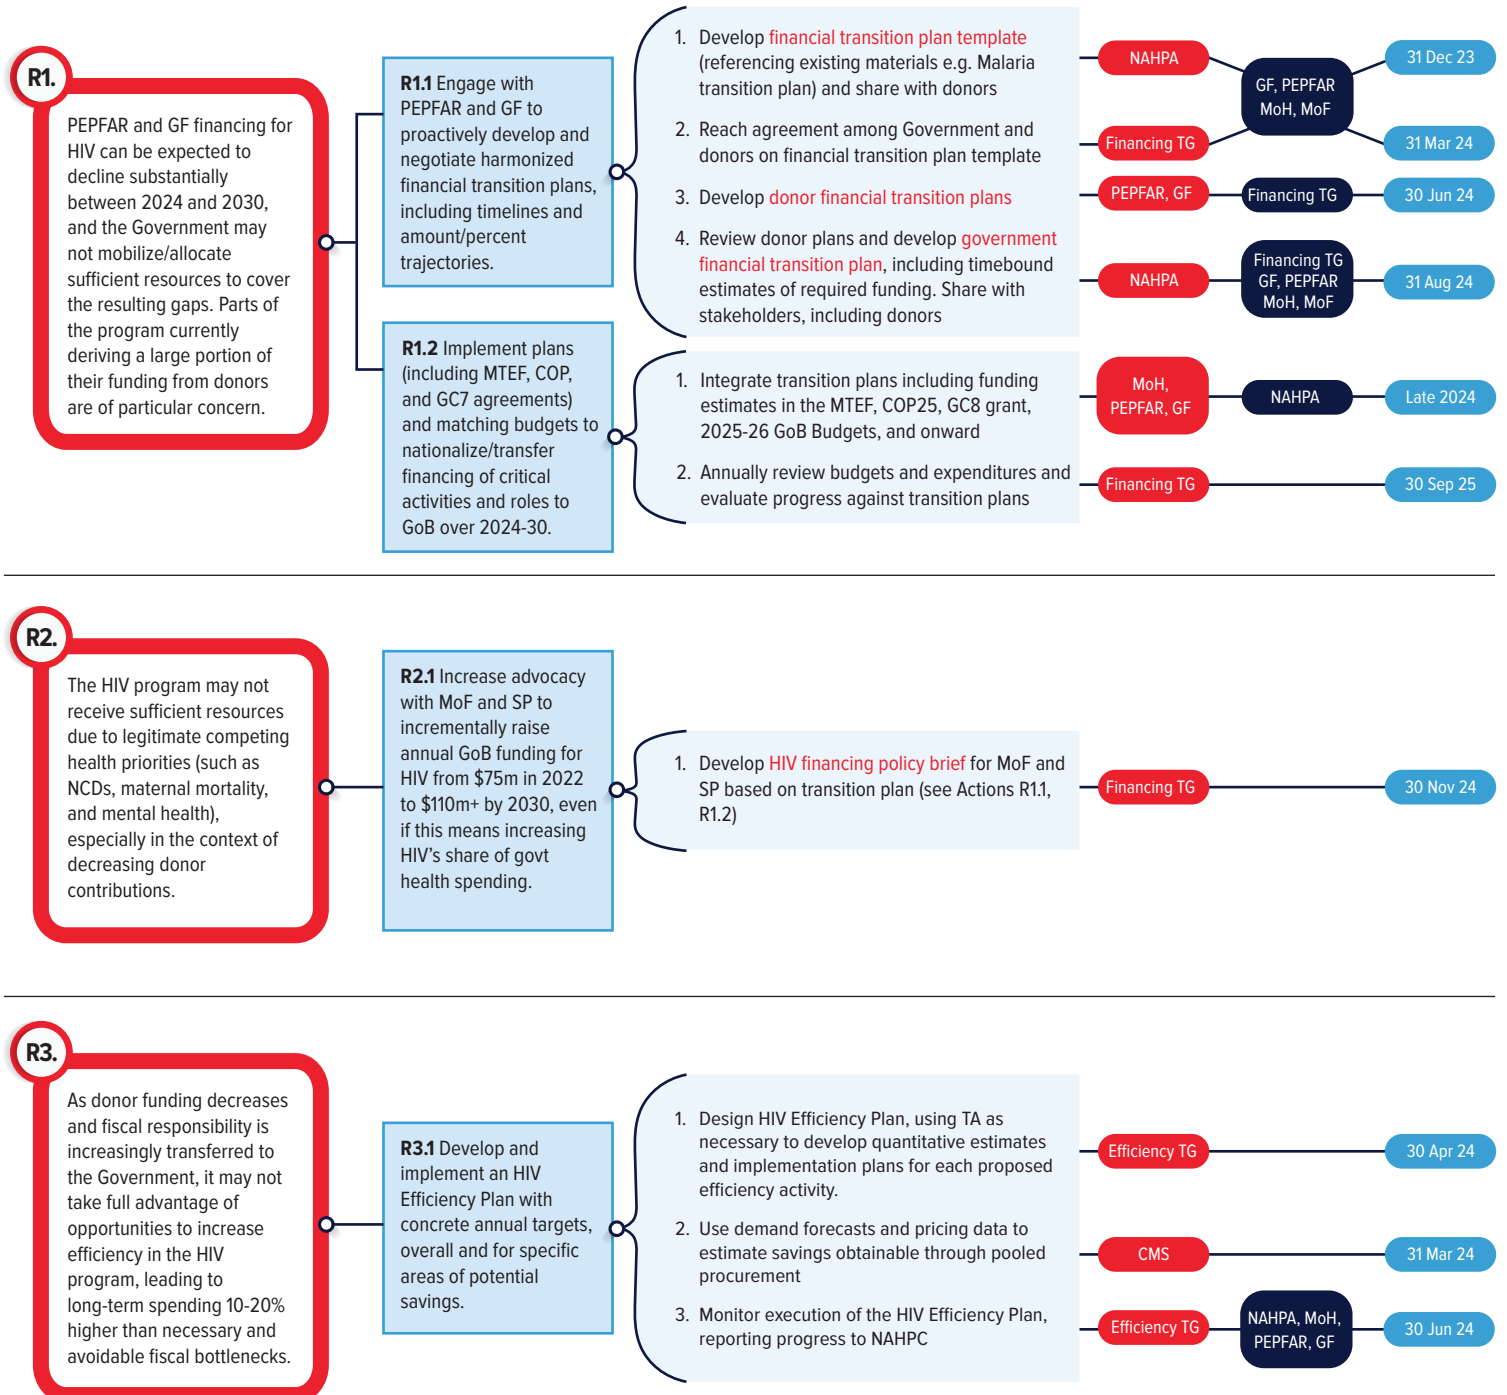 R1.
PEPFAR and GF financing for
HIV can be expected to
decline substantially
between 2024 and 2030,
and the Government may
not mobilize/allocate
sufficient resources to cover
the resulting gaps. Parts of
the program currently
deriving a large portion of
their funding from donors
are of particular concern.
R1.1 Engage with
PEPFAR and GF to
proactively develop and
negotiate harmonized
financial transition plans,
including timelines and
amount/percent
trajectories.
1. Develop financial transition plan template
(referencing existing materials e.g. Malaria
transition plan) and share with donors
2. Reach agreement among Government and
donors on financial transition plan template
3. Develop donor financial transition plans
4. Review donor plans and develop government
financial transition plan, including timebound
estimates of required funding. Share with
stakeholders, including donors
NAHPA
Financing TG
GF, PEPFAR
MoH, MoF
31 Dec 23
31 Mar 24
PEPFAR, GF
Financing TG
30 Jun 24
NAHPA
Financing TG
GF, PEPFAR
MoH, MoF
31 Aug 24
R1.2 Implement plans
(including MTEF, COP,
and GC7 agreements)
and matching budgets to
nationalize/transfer
financing of critical
activities and roles to
GoB over 2024-30.
1. Integrate transition plans including funding
estimates in the MTEF, COP25, GC8 grant,
2025-26 GoB Budgets, and onward
2. Annually review budgets and expenditures and
evaluate progress against transition plans
MoH,
PEPFAR, GF
NAHPA
Late 2024
Financing TG
30 Sep 25
R2.
The HIV program may not
receive sufficient resources
due to legitimate competing
health priorities (such as
NCDs, maternal mortality,
and mental health),
especially in the context of
decreasing donor
contributions.
R2.1 Increase advocacy
with MoF and SP to
incrementally raise
annual GoB funding for
HIV from $75m in 2022
to $110m+ by 2030, even
if this means increasing
HIV's share of govt
health spending.
1. Develop HIV financing policy brief for MoF and
SP based on transition plan (see Actions R1.1,
R1.2)
Financing TG
30 Nov 24
R3.
As donor funding decreases
and fiscal responsibility is
increasingly transferred to
the Government, it may not
take full advantage of
opportunities to increase
efficiency in the HIV
program, leading to
long-term spending 10-20%
higher than necessary and
avoidable fiscal bottlenecks.
R3.1 Develop and
implement an HIV
Efficiency Plan with
concrete annual targets,
overall and for specific
areas of potential
savings.
1. Design HIV Efficiency Plan, using TA as
necessary to develop quantitative estimates
and implementation plans for each proposed
efficiency activity.
2. Use demand forecasts and pricing data to
estimate savings obtainable through pooled
procurement
3. Monitor execution of the HIV Efficiency Plan,
reporting progress to NAHPC
Efficiency TG
30 Apr 24
CMS
31 Mar 24
Efficiency TG
NAHPA, MoH,
PEPFAR, GF
30 Jun 24